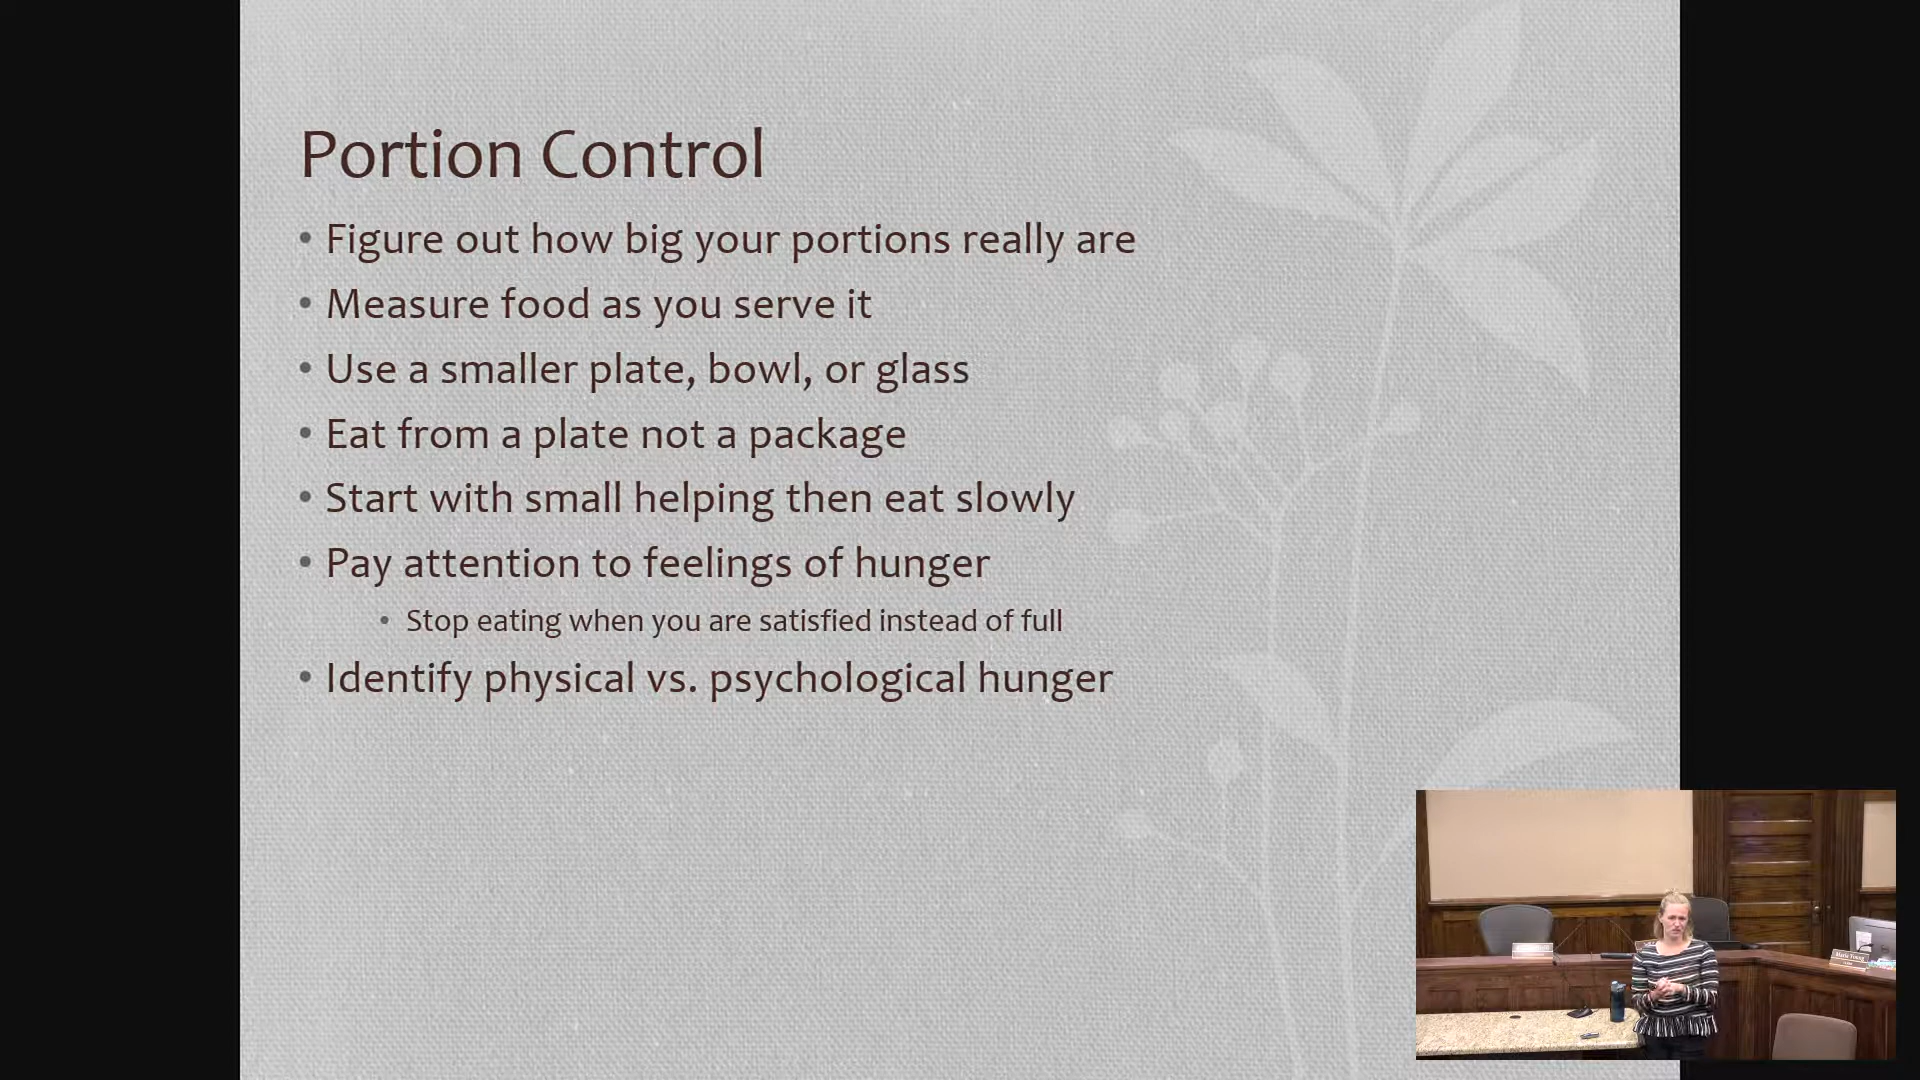 Portion Control
• Figure out how big your portions really are
• Measure food as you serve it
• Use a smaller plate, bowl, or glass
• Eat from a plate not a package
• Start with small helping then eat slowly
• Pay attention to feelings of hunger
• Stop eating when you are satisfied instead of full
• Identify physical vs. psychological hunger
Marie Young